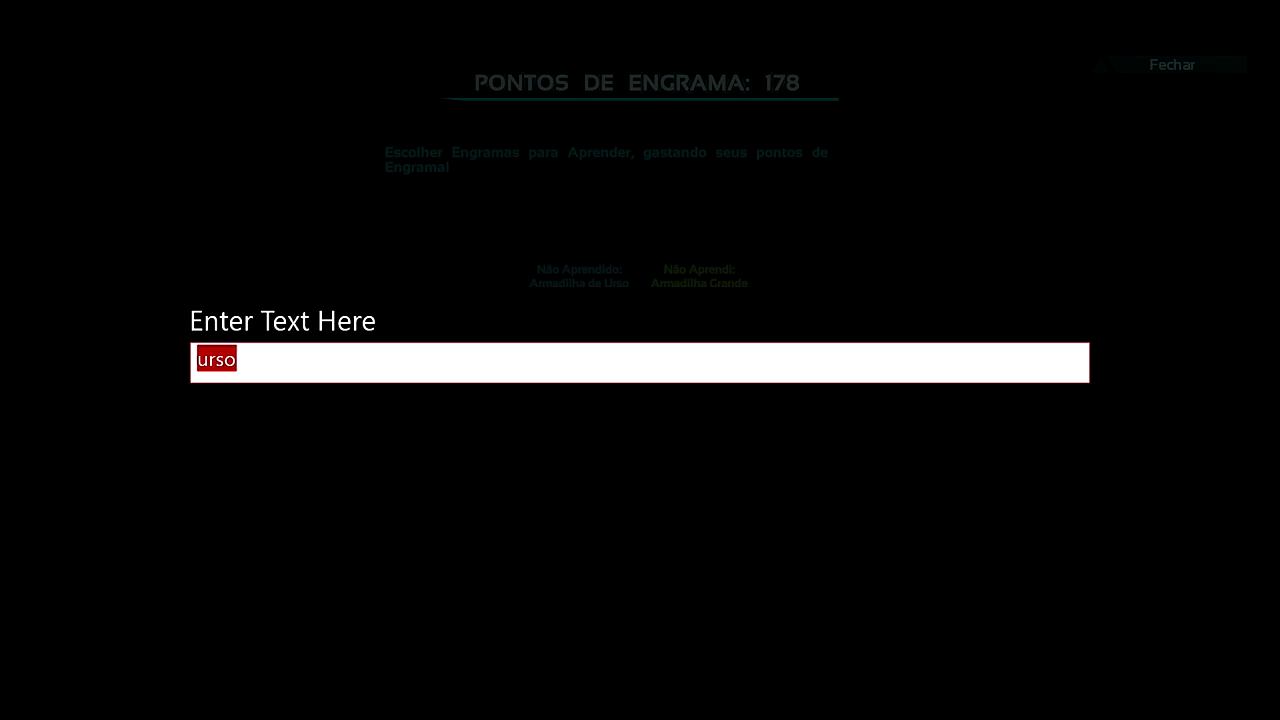 PONTOS DE ENGRAMA: 178
Fechar
Escolher Engramas para Aprender, gastando seus pontos de
Engrama!
Não Aprendido:
Armadilha de Urso
Não Aprendi:
Armadilha Grande
Enter Text Here
urso